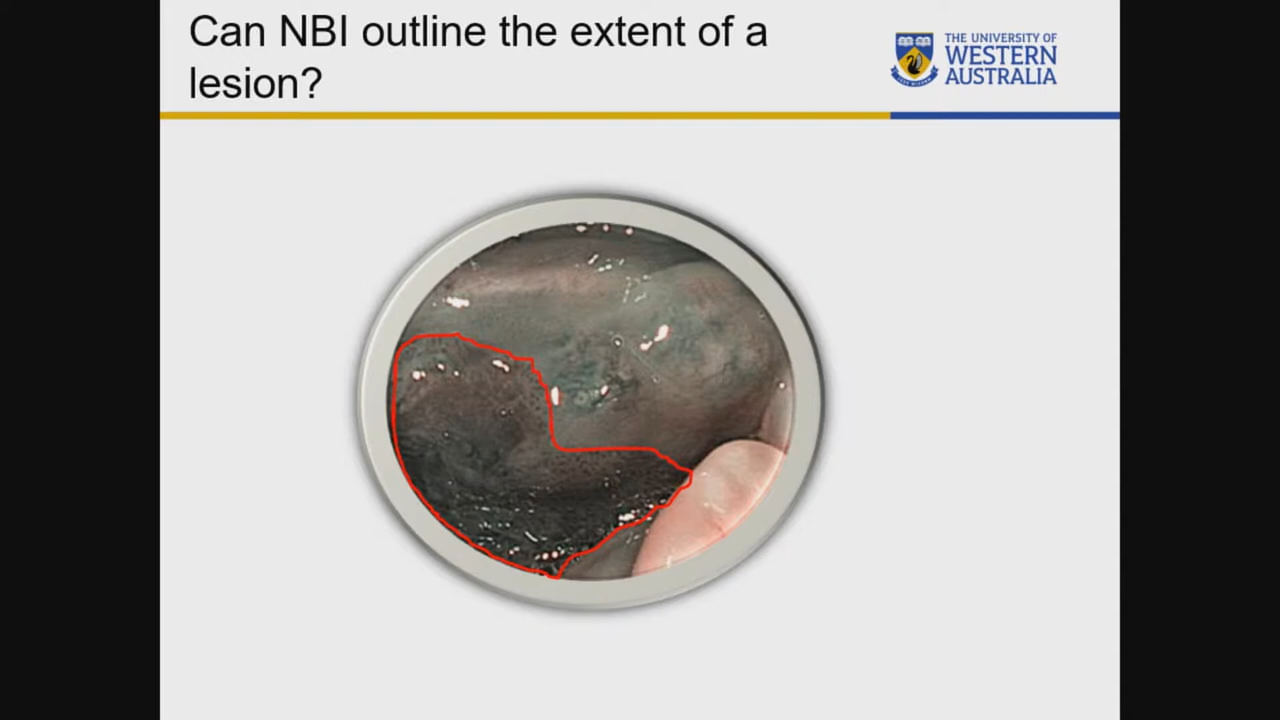 Can NBI outline the extent of a
lesion?
THE UNIVERSITY OF
WESTERN
AUSTRALIA